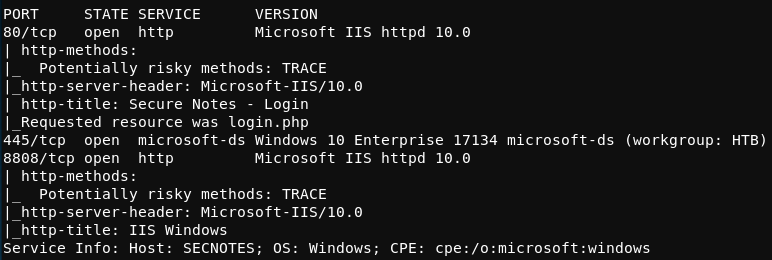 PORT     STATE SERVICE      VERSION
80/tcp   open  http         Microsoft IIS httpd 10.0
| http-methods:
|_  Potentially risky methods: TRACE
|_http-server-header: Microsoft-IIS/10.0
| http-title: Secure Notes - Login
|_Requested resource was login.php
445/tcp  open  microsoft-ds Windows 10 Enterprise 17134 microsoft-ds (workgroup: HTB)
8808/tcp open  http         Microsoft IIS httpd 10.0
| http-methods:
|_  Potentially risky methods: TRACE
|_http-server-header: Microsoft-IIS/10.0
|_http-title: IIS Windows
Service Info: Host: SECNOTES; OS: Windows; CPE: cpe:/o:microsoft:windows